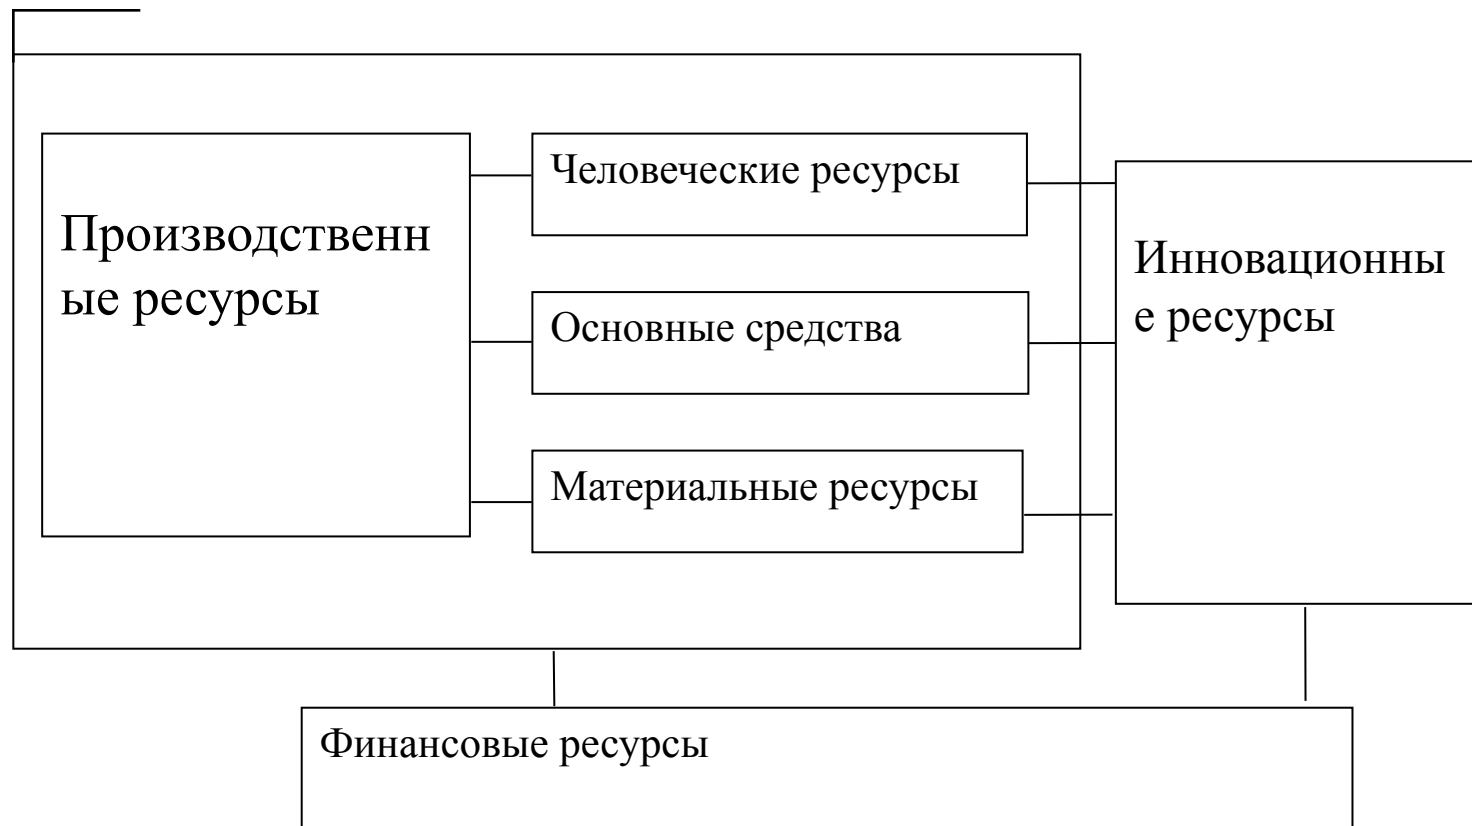 Производственн
ые ресурсы
Человеческие ресурсы
Основные средства
Материальные ресурсы
Инновационны
е ресурсы
Финансовые ресурсы